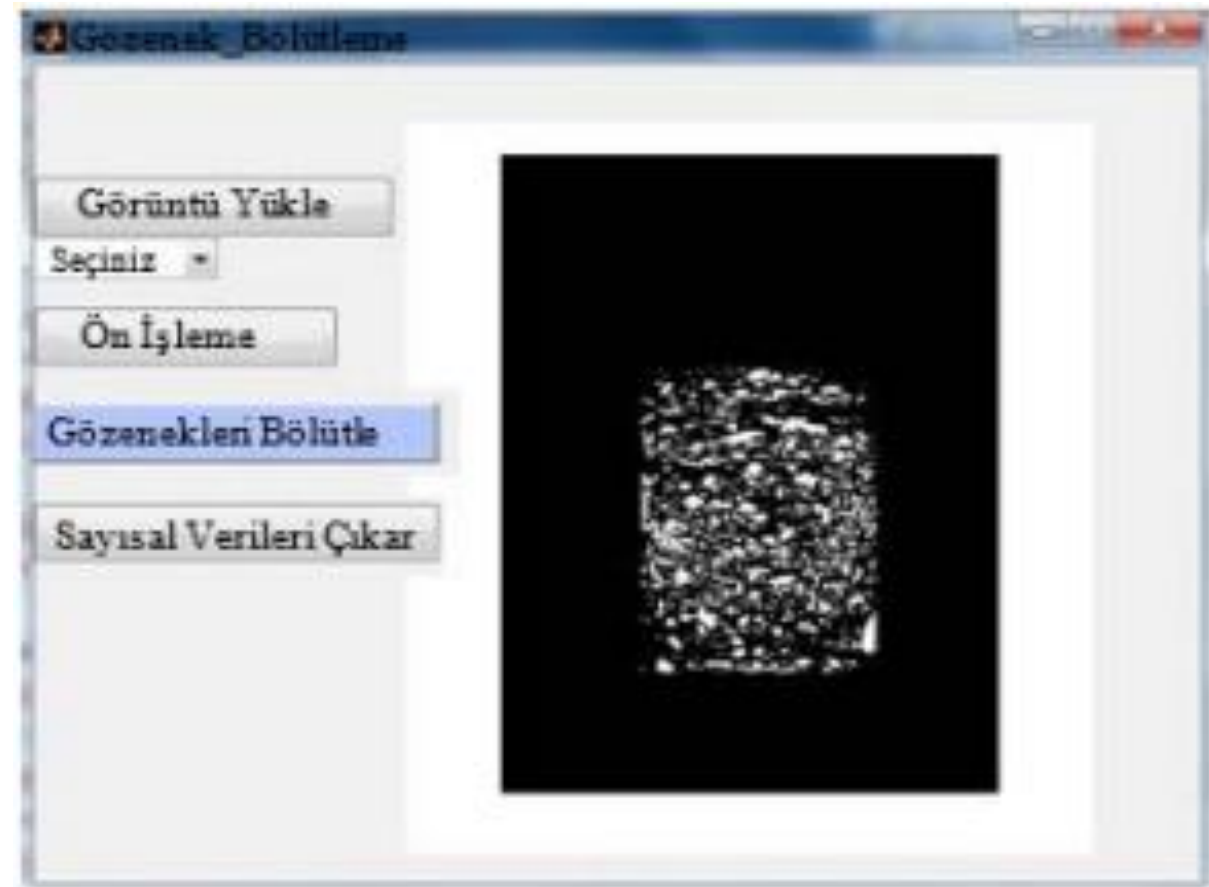 Gözenek_Bölütleme
Görüntü Yükle
Seçiniz
Ön İşleme
Gözenekleri Bölütle
Sayısal Verileri Çıkar